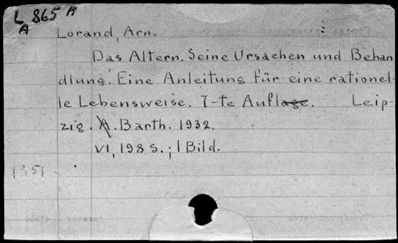 L 865 A
A
Lorand, Arn.
Das Altern. Seine Ursachen und Behan
dlung. Eine Anleitung für eine rationel-
le Lebensweise. 7-te Auflage. Leip-
zig. A. Barth. 1932.
VI, 198 S.; 1 Bild.